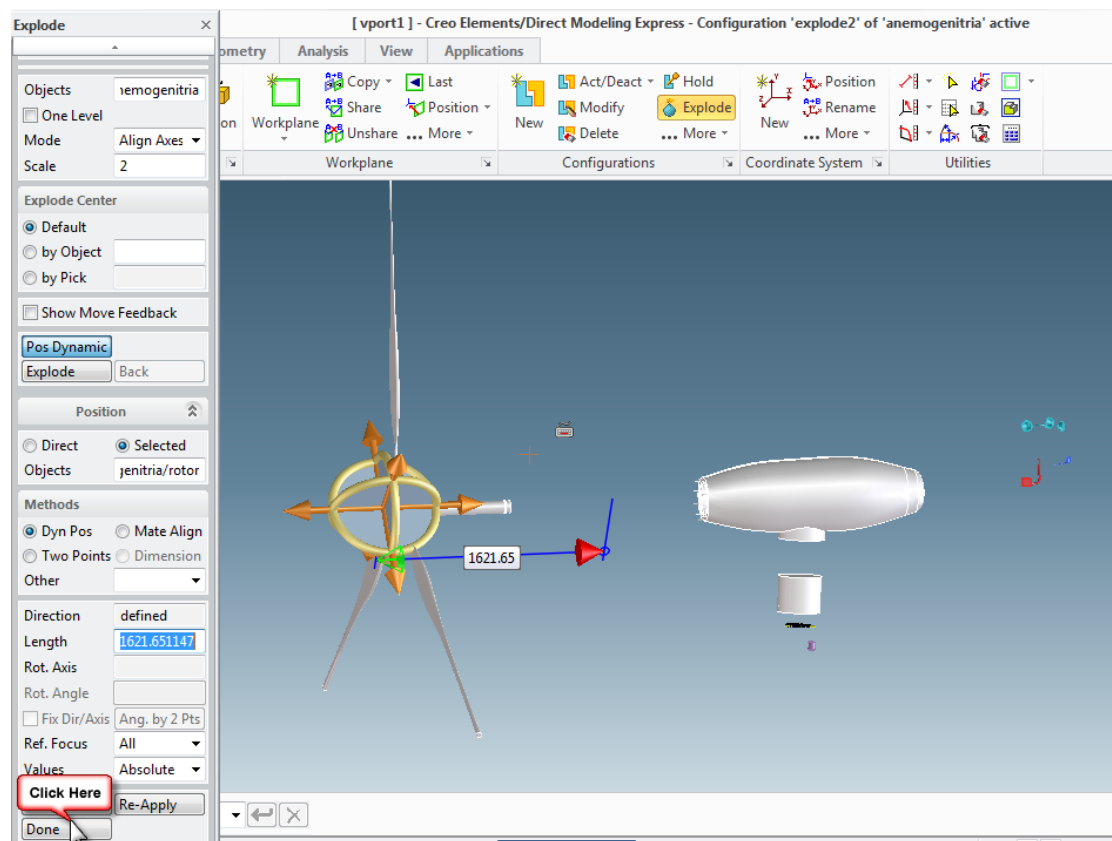 Explode
[ vport1 ] - Creo Elements/Direct Modeling Express - Configuration 'explode2' of 'anemogenitria' active
ometry Analysis View Applications
Objects nemogenitria
One Level
Mode Align Axes
Scale 2
Explode Center
Default
by Object
by Pick
Show Move Feedback
Pos Dynamic
Explode Back
Position
Direct Selected
Objects genitria/rotor
Methods
Dyn Pos Mate Align
Two Points Dimension
Other
Direction defined
Length 1621.651147
Rot. Axis
Rot. Angle
Fix Dir/Axis Ang. by 2 Pts
Ref. Focus All
Values Absolute
Click Here
Re-Apply
Done
on
Workplane
Copy Last
Share Position
Unshare ... More
Workplane
New
Act/Deact Hold
Modify Explode
Delete ... More
Configurations
New
Position
Rename
... More
Coordinate System
Utilities
1621.65